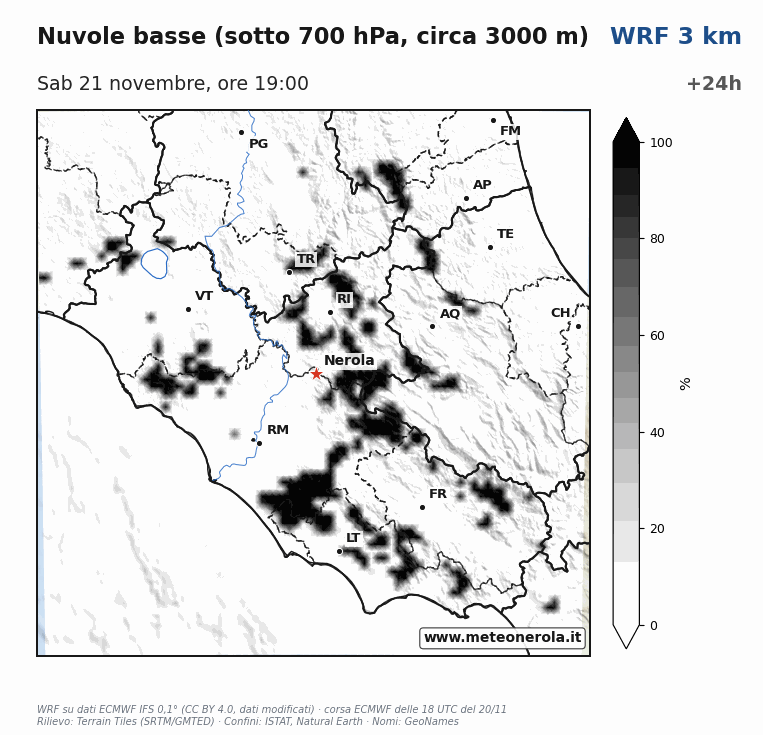 Nuvole basse (sotto 700 hPa, circa 3000 m) WRF 3 km
Sab 21 novembre, ore 19:00 +24h
FM
PG
AP
TE
TR
VT
RI
AQ
CH.
Nerola
RM
FR
LT
www.meteonerola.it
100
80
60
40
20
0
%
WRF su dati ECMWF IFS 0,1° (CC BY 4.0, dati modificati) · corsa ECMWF delle 18 UTC del 20/11
Rilievo: Terrain Tiles (SRTM/GMTED) · Confini: ISTAT, Natural Earth · Nomi: GeoNames